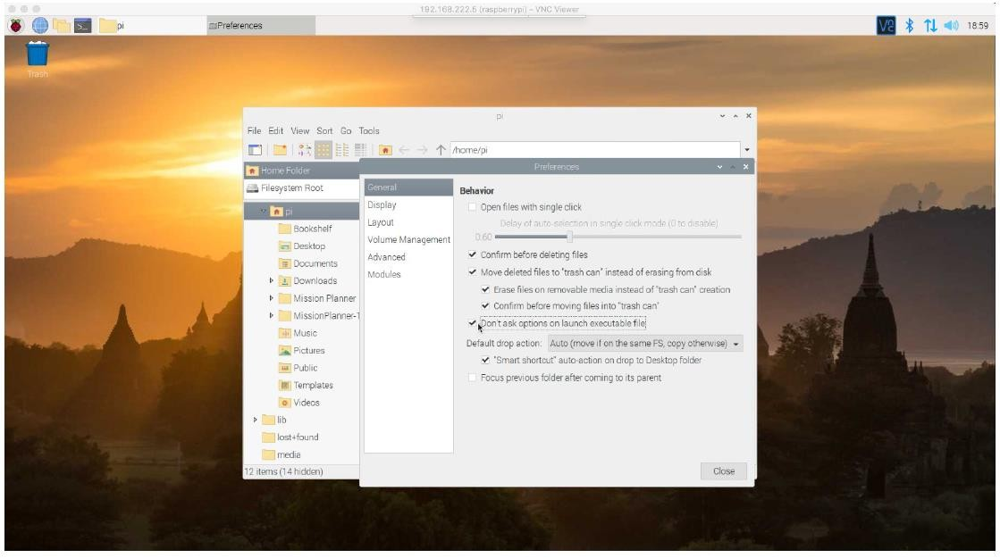 192.168.222.5 (raspberrypi) – VNC Viewer
pi
Preferences
18:59
Trash
pi
File Edit View Sort Go Tools
/home/pi
Home Folder
Filesystem Root
pi
Bookshelf
Desktop
Documents
Downloads
Mission Planner
MissionPlanner-1
Music
Pictures
Public
Templates
Videos
lib
lost+found
media
12 items (14 hidden)
Preferences
General
Display
Layout
Volume Management
Advanced
Modules
Behavior
Open files with single click
Delay of auto-selection in single click mode (0 to disable)
0.60
Confirm before deleting files
Move deleted files to "trash can" instead of erasing from disk
Erase files on removable media instead of "trash can" creation
Confirm before moving files into "trash can"
Don't ask options on launch executable file
Default drop action: Auto (move if on the same FS, copy otherwise)
"Smart shortcut" auto-action on drop to Desktop folder
Focus previous folder after coming to its parent
Close